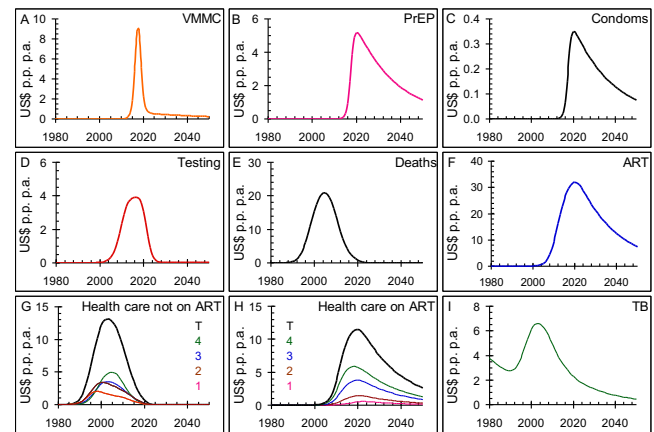 A VMMC
US$ p.p. p.a.
10
8
6
4
2
0
1980 2000 2020 2040
B PrEP
US$ p.p. p.a.
6
4
2
0
1980 2000 2020 2040
C Condoms
US$ p.p. p.a.
0.4
0.3
0.2
0.1
0.0
1980 2000 2020 2040
D Testing
US$ p.p. p.a.
6
4
2
0
1980 2000 2020 2040
E Deaths
US$ p.p. p.a.
30
20
10
0
1980 2000 2020 2040
F ART
US$ p.p. p.a.
40
30
20
10
0
1980 2000 2020 2040
G Health care not on ART
US$ p.p. p.a.
15
10
5
0
T
4
3
2
1
1980 2000 2020 2040
H Health care on ART
US$ p.p. p.a.
15
10
5
0
T
4
3
2
1
1980 2000 2020 2040
I TB
US$ p.p. p.a.
8
6
4
2
0
1980 2000 2020 2040